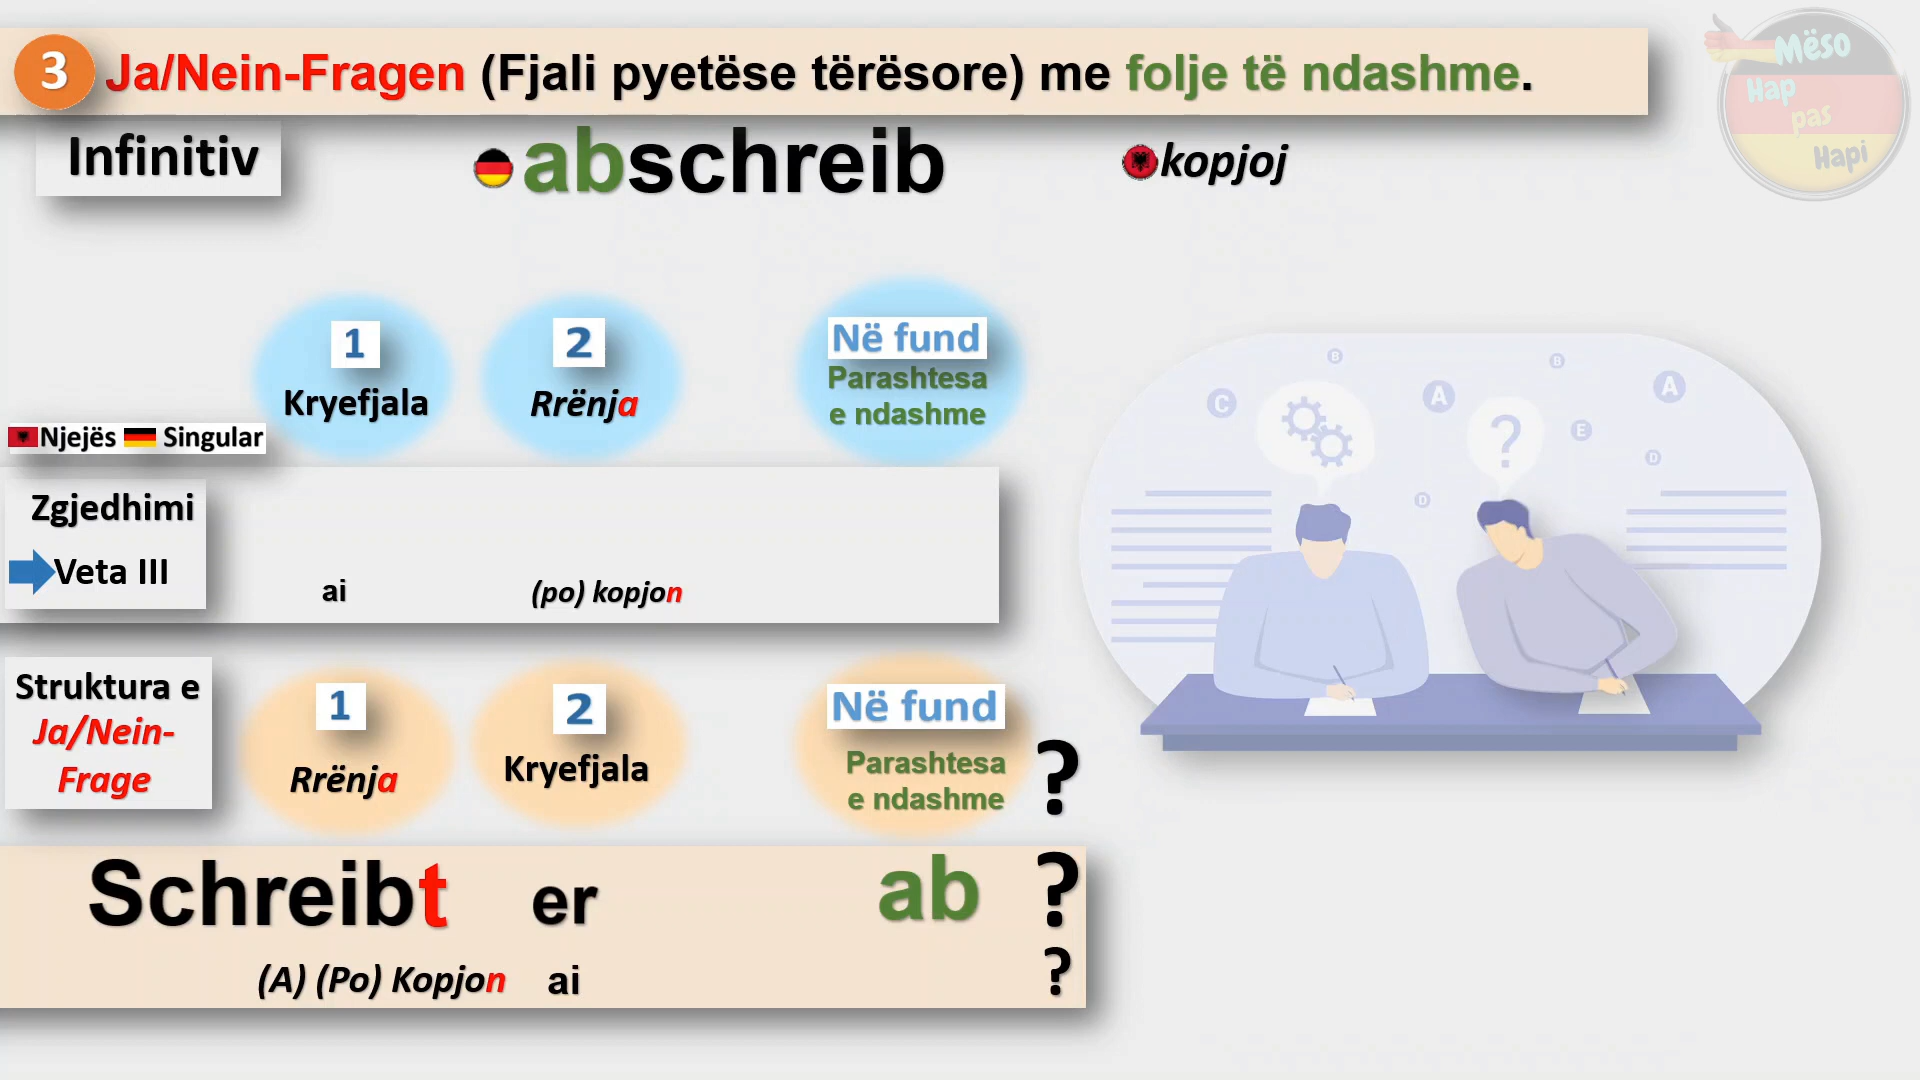 3 Ja/Nein-Fragen (Fjali pyetëse tërësore) me folje të ndashme.
Mëso
Hap
pas
Hapi
Infinitiv
abschreib
kopjoj
1
Kryefjala
2
Rrënja
Në fund
Parashtesa
e ndashme
Njejës Singular
Zgjedhimi
Veta III
ai
(po) kopjon
Struktura e
Ja/Nein-
Frage
1
Rrënja
2
Kryefjala
Në fund
Parashtesa
e ndashme
?
Schreibt er ab ?
(A) (Po) Kopjon ai ?
B
B
C
A
A
E
D
D
?